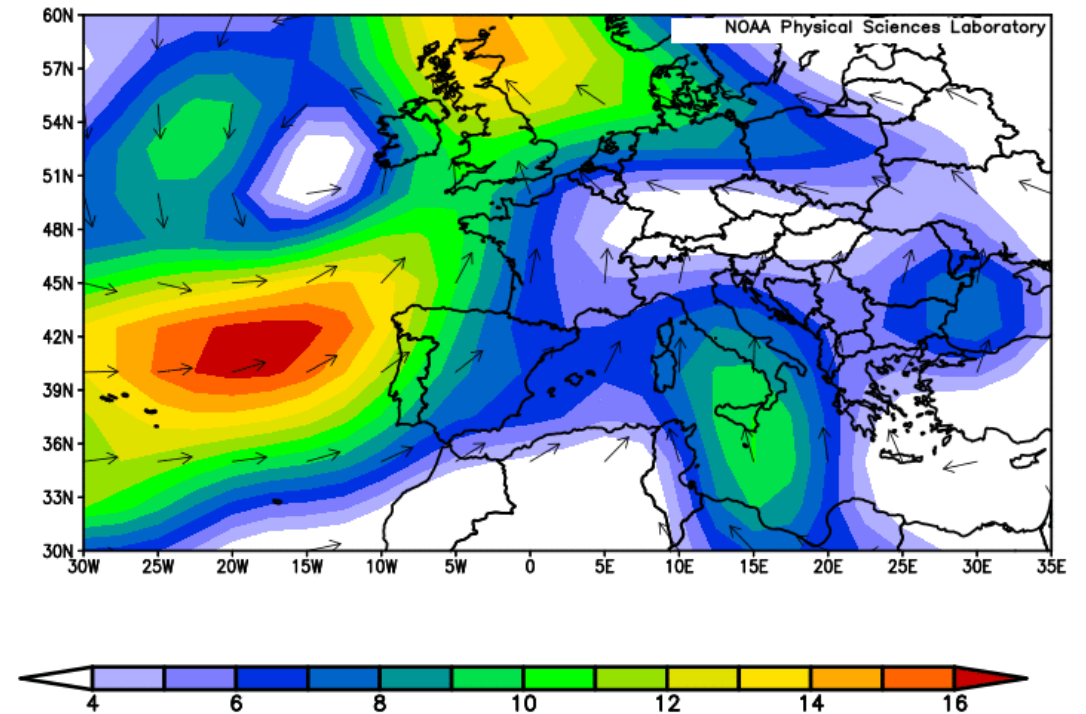 NOAA Physical Sciences Laboratory
60N
57N
54N
51N
48N
45N
42N
39N
36N
33N
30N
30W 25W 20W 15W 10W 5W 0 5E 10E 15E 20E 25E 30E 35E
4 6 8 10 12 14 16